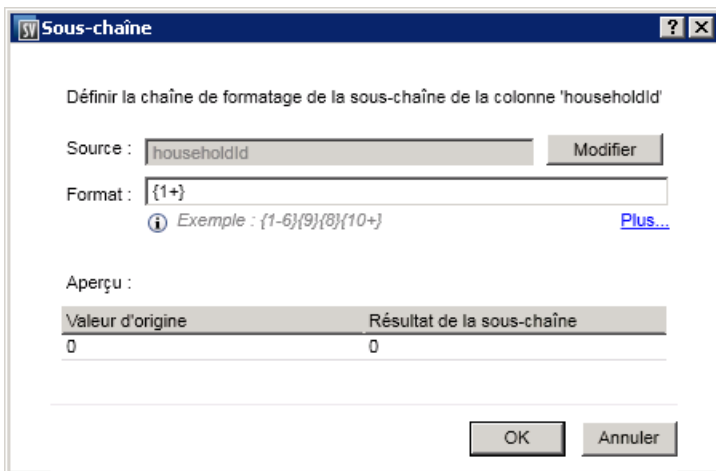 SV Sous-chaîne
Définir la chaîne de formatage de la sous-chaîne de la colonne 'householdId'
Source : householdId Modifier
Format : {1+}
Exemple : {1-6}{9}{8}{10+} Plus...
Aperçu :
Valeur d'origine Résultat de la sous-chaîne
0 0
OK Annuler